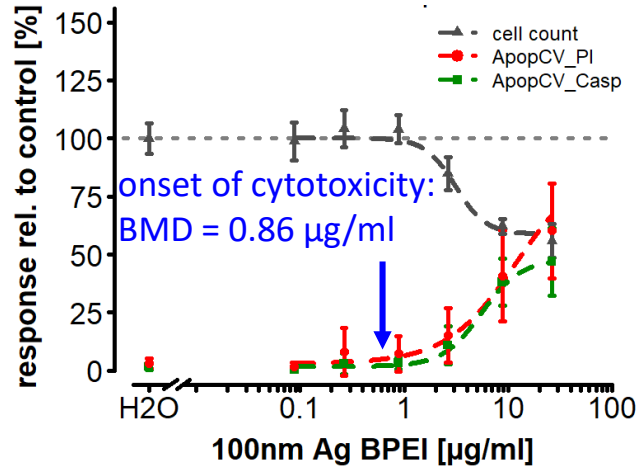 response rel. to control [%]
150
125
100
75
50
25
0
cell count
ApopCV_PI
ApopCV_Casp
onset of cytotoxicity:
BMD = 0.86 µg/ml
H2O
0.1
1
10
100
100nm Ag BPEI [µg/ml]